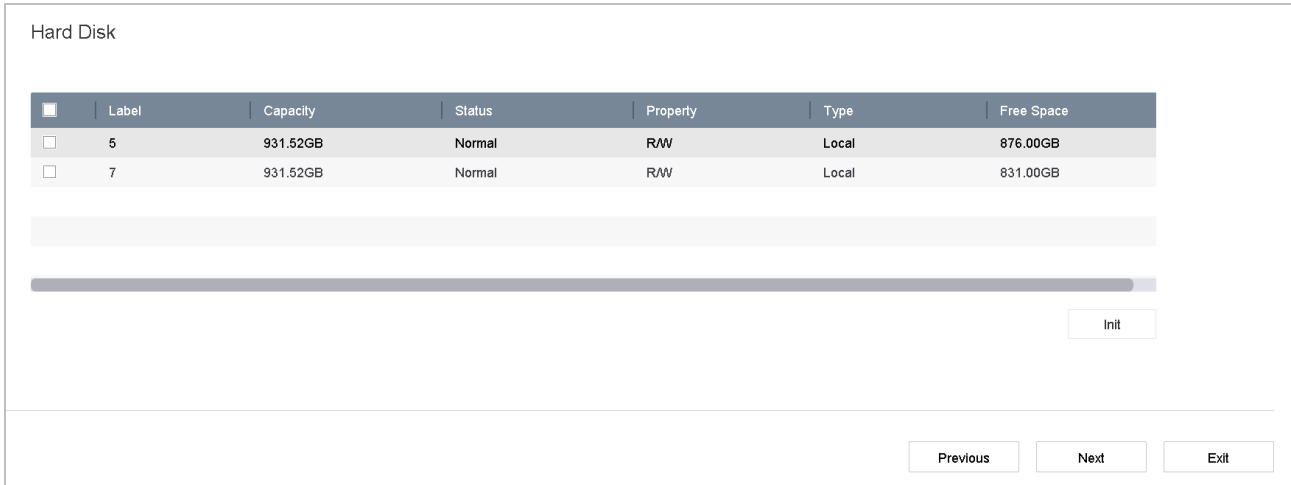 Hard Disk
Label Capacity Status Property Type Free Space
5 931.52GB Normal R/W Local 876.00GB
7 931.52GB Normal R/W Local 831.00GB
Init
Previous Next Exit